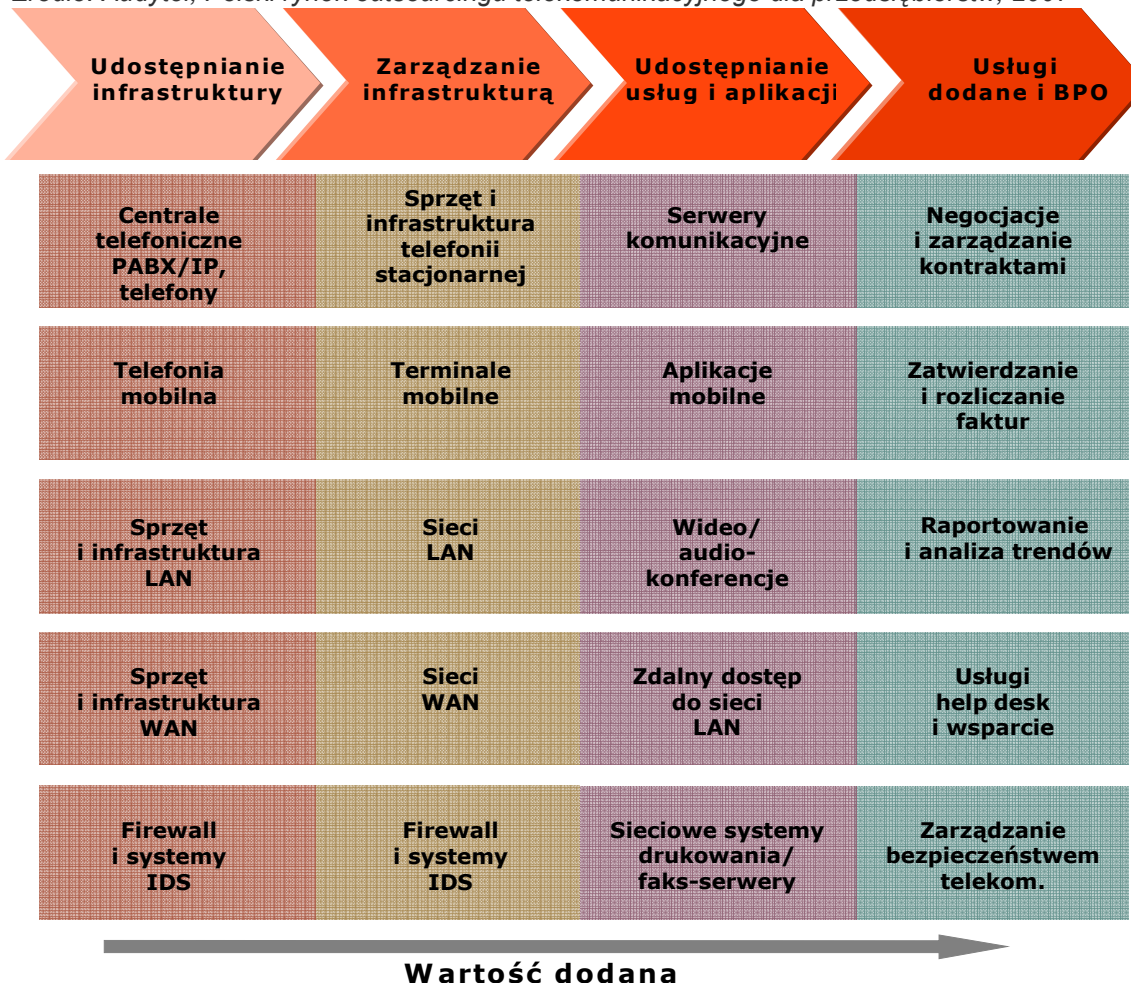 Udostępnianie
infrastruktury
Zarządzanie
infrastrukturą
Udostępnianie
usług i aplikacji
Usługi
dodane i BPO
Centrale
telefoniczne
PABX/IP,
telefony
Sprzęt i
infrastruktura
telefonii
stacjonarnej
Serwery
komunikacyjne
Negocjacje
i zarządzanie
kontraktami
Telefonia
mobilna
Terminale
mobilne
Aplikacje
mobilne
Zatwierdzanie
i rozliczanie
faktur
Sprzęt
i infrastruktura
LAN
Sieci
LAN
Wideo/
audio-
konferencje
Raportowanie
i analiza trendów
Sprzęt
i infrastruktura
WAN
Sieci
WAN
Zdalny dostęp
do sieci
LAN
Usługi
help desk
i wsparcie
Firewall
i systemy
IDS
Firewall
i systemy
IDS
Sieciowe systemy
drukowania/
faks-serwery
Zarządzanie
bezpieczeństwem
telekom.
Wartość dodana